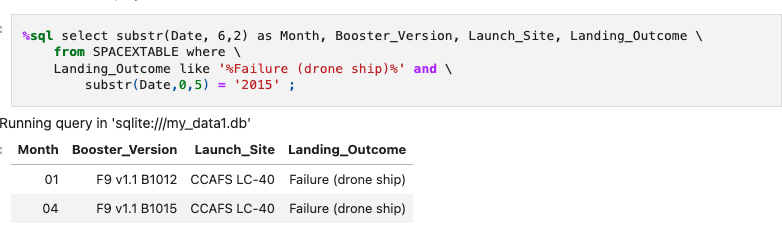 %sql select substr(Date, 6,2) as Month, Booster_Version, Launch_Site, Landing_Outcome \
from SPACEXTABLE where \
Landing_Outcome like '%Failure (drone ship)%' and \
substr(Date,0,5) = '2015' ;
Running query in 'sqlite:///my_data1.db'
Month Booster_Version Launch_Site Landing_Outcome
01 F9 v1.1 B1012 CCAFS LC-40 Failure (drone ship)
04 F9 v1.1 B1015 CCAFS LC-40 Failure (drone ship)